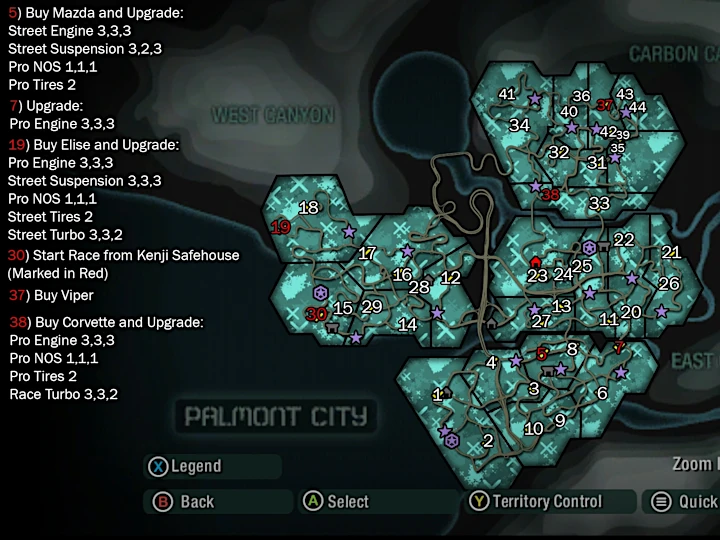 5) Buy Mazda and Upgrade:
Street Engine 3,3,3
Street Suspension 3,2,3
Pro NOS 1,1,1
Pro Tires 2
7) Upgrade:
Pro Engine 3,3,3
19) Buy Elise and Upgrade:
Pro Engine 3,3,3
Street Suspension 3,3,3
Pro NOS 1,1,1
Street Tires 2
Street Turbo 3,3,2
30) Start Race from Kenji Safehouse
(Marked in Red)
37) Buy Viper
38) Buy Corvette and Upgrade:
Pro Engine 3,3,3
Pro NOS 1,1,1
Pro Tires 2
Race Turbo 3,3,2
CARBON CA
WEST CANYON
41 36 37 43 44
34 40 42 39
32 31 35
38 33
18
19
17
16 28 12
30 15 29 14
22
23 24 25 21
26
27 13 11 20
4 5 8 7
1 3 6
2 10 9
EAST
PALMONT CITY
X Legend
Zoom
B Back A Select Y Territory Control Quick